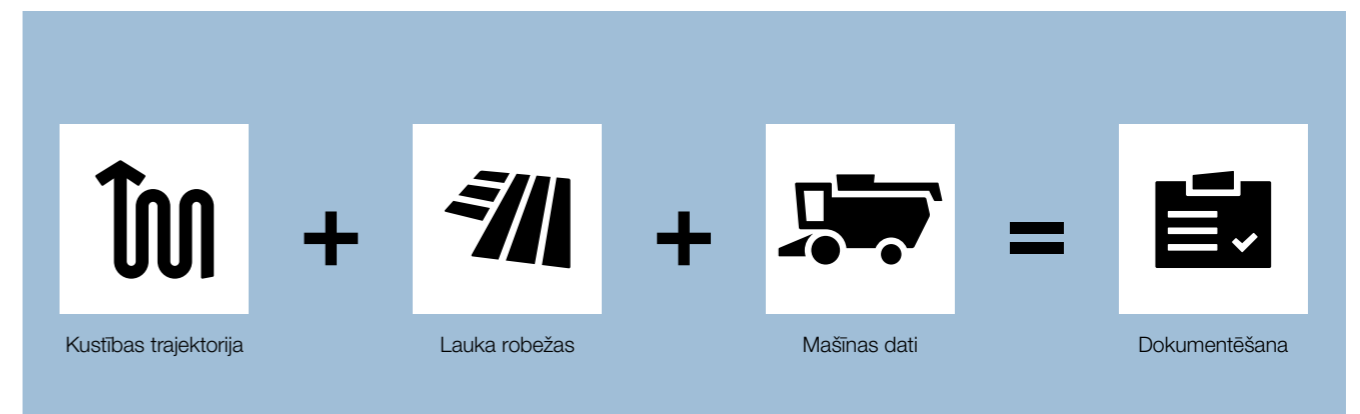 + + =
Kustības trajektorija
Lauka robežas
Mašīnas dati
Dokumentēšana